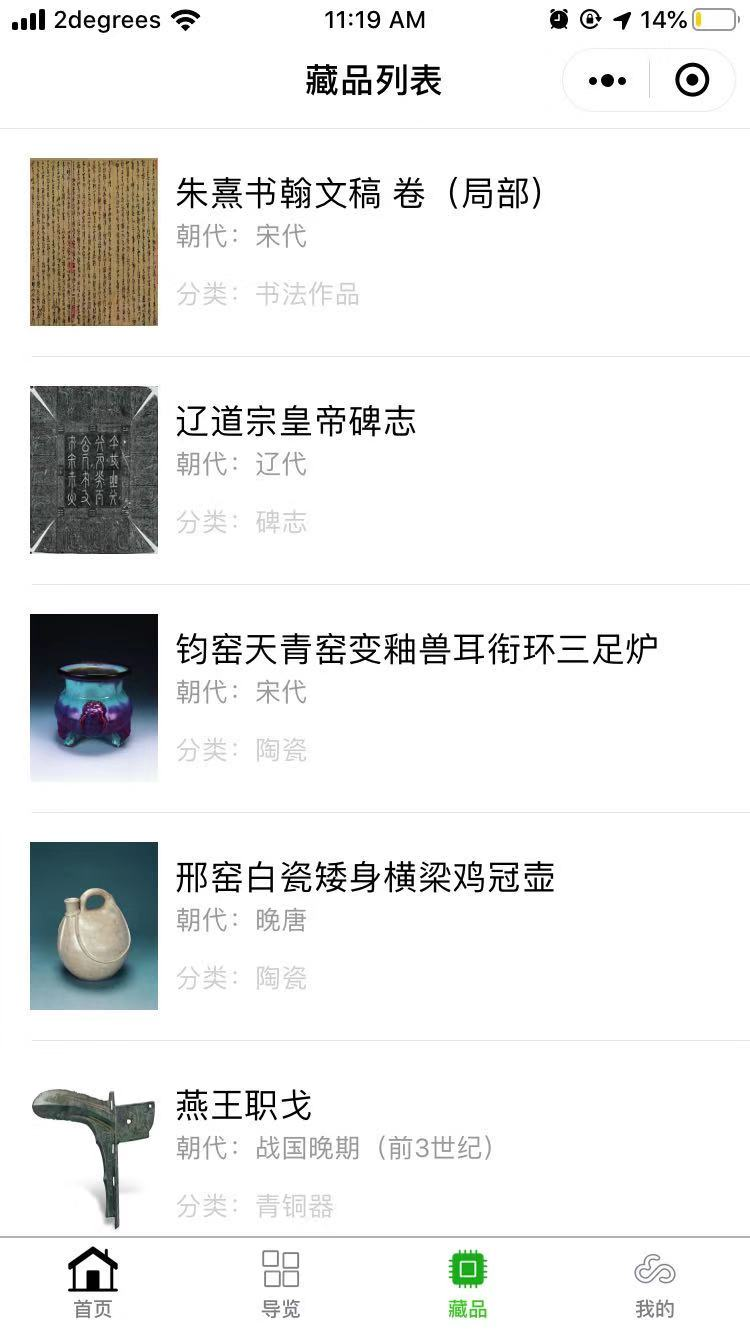 2degrees
11:19 AM
14%
藏品列表
朱熹书翰文稿 卷（局部）
朝代：宋代
分类：书法作品
辽道宗皇帝碑志
朝代：辽代
分类：碑志
钧窑天青窑变釉兽耳衔环三足炉
朝代：宋代
分类：陶瓷
邢窑白瓷矮身横梁鸡冠壶
朝代：晚唐
分类：陶瓷
燕王职戈
朝代：战国晚期（前3世纪）
分类：青铜器
首页
导览
藏品
我的